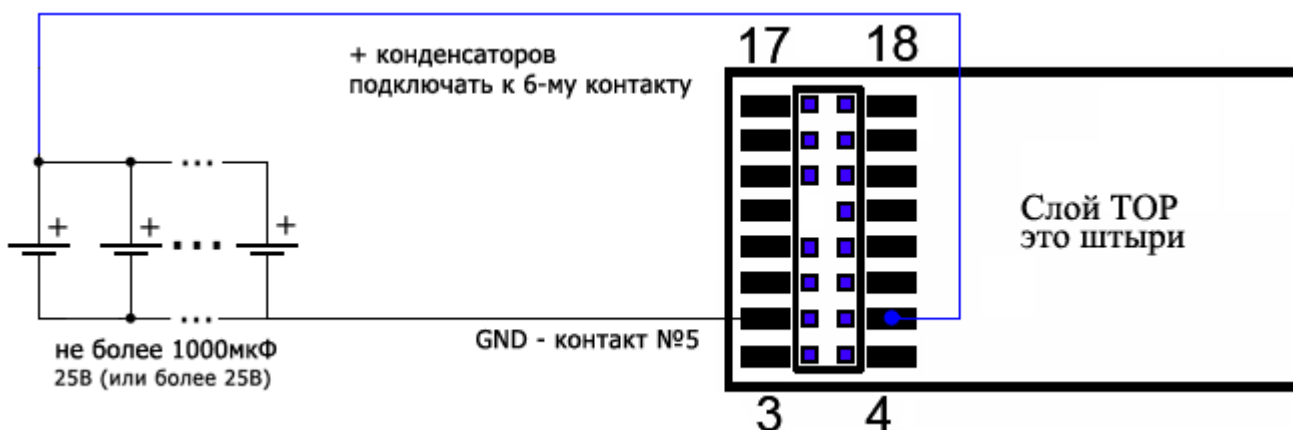 + конденсаторов
подключать к 6-му контакту
17
18
+
+
+
...
...
...
Слой TOP
это штыри
GND - контакт №5
не более 1000мкФ
25В (или более 25В)
3
4